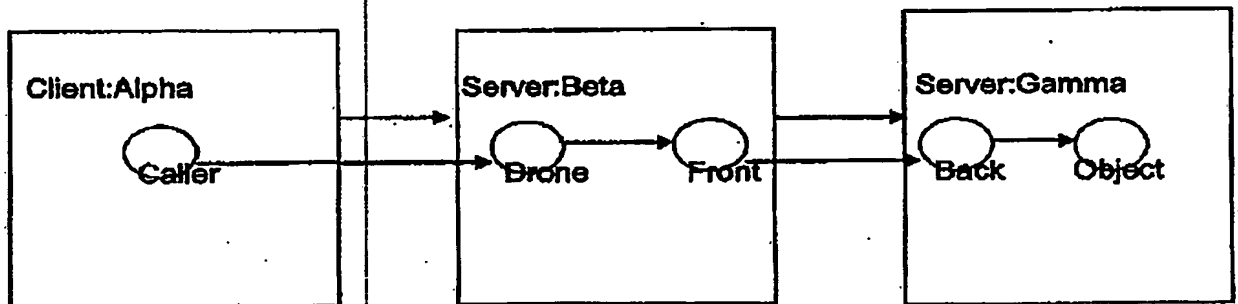 Client:Alpha
Server:Beta
Server:Gamma
Caller
Drone
Front
Back
Object